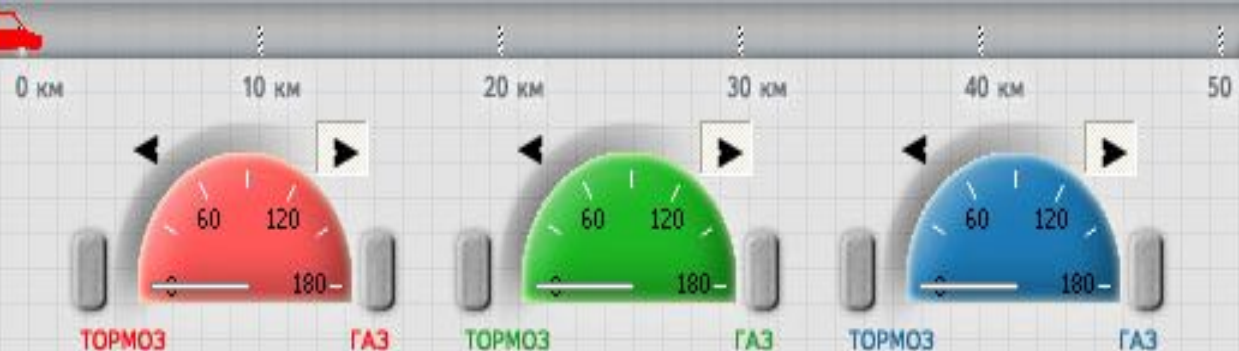 0 км 10 км 20 км 30 км 40 км 50
60 120 60 120 60 120
0 180 0 180 0 180
ТОРМОЗ ГАЗ ТОРМОЗ ГАЗ ТОРМОЗ ГАЗ